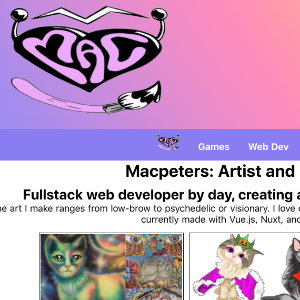 MAC
Games Web Dev
Macpeters: Artist and
Fullstack web developer by day, creating a
he art I make ranges from low-brow to psychedelic or visionary. I love
currently made with Vue.js, Nuxt, and